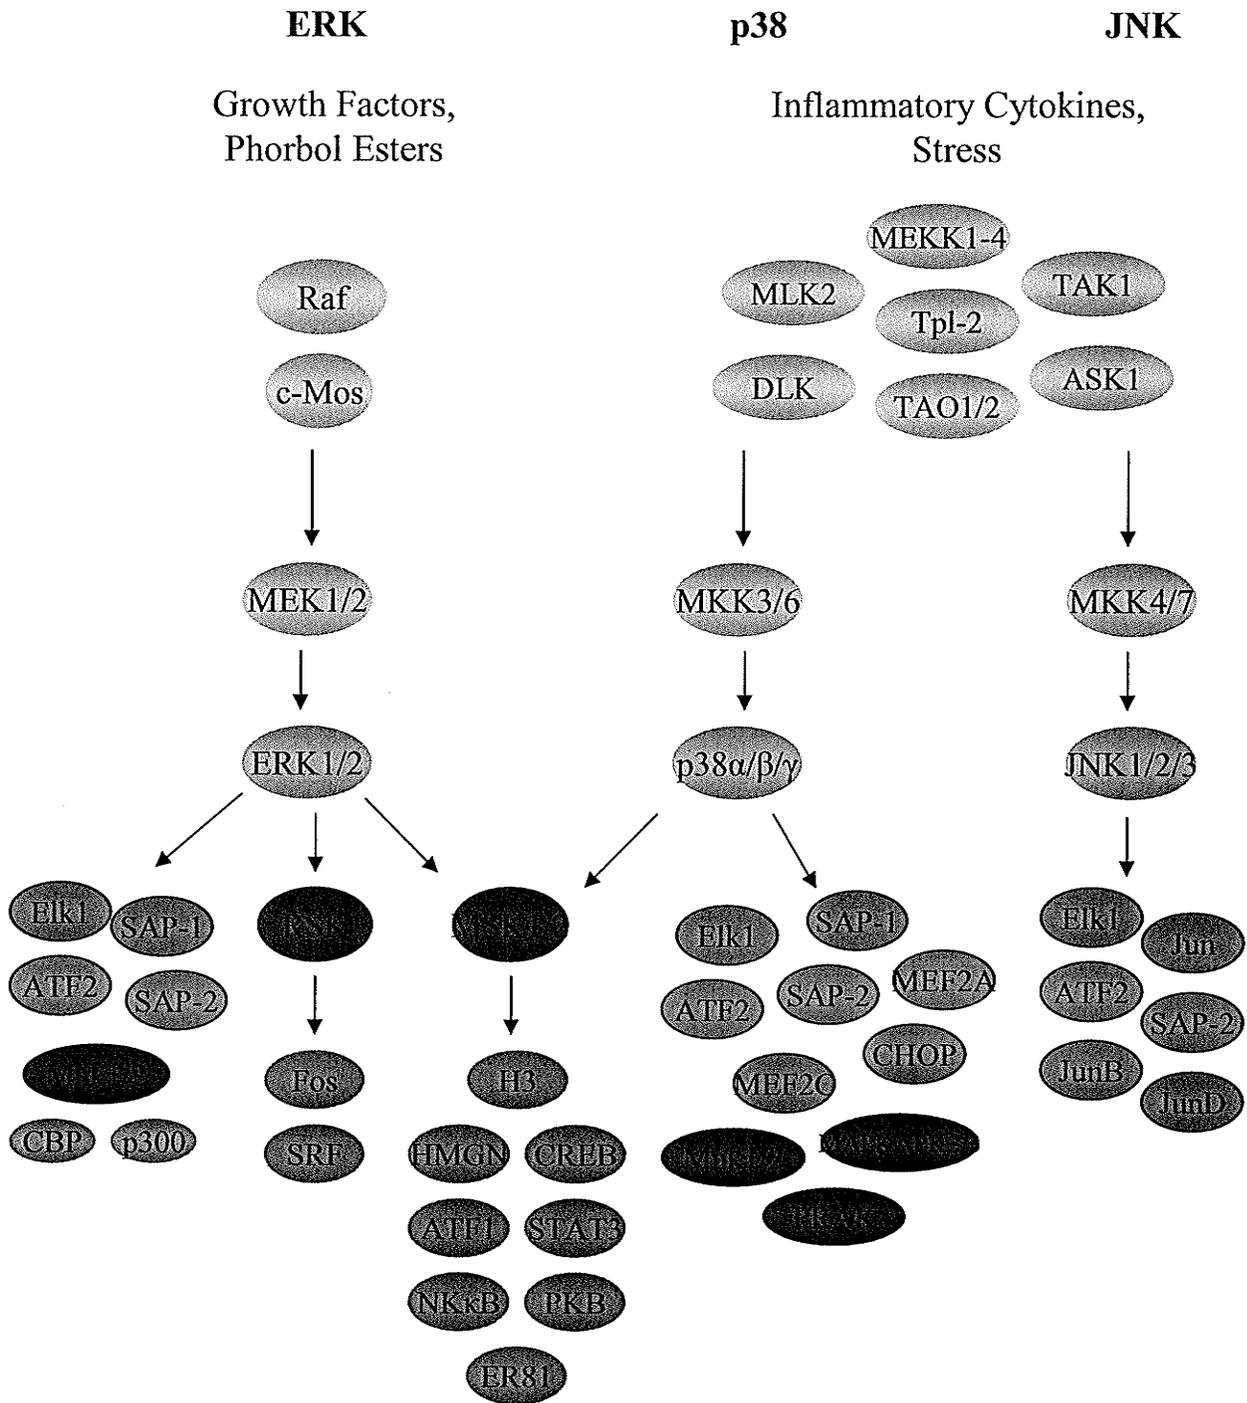 ERK
p38
JNK
Growth Factors,
Phorbol Esters
Inflammatory Cytokines,
Stress
Raf
c-Mos
MEKK1-4
MLK2
TAK1
Tpl-2
DLK
ASK1
TAO1/2
MEK1/2
MKK3/6
MKK4/7
ERK1/2
p38α/β/γ
JNK1/2/3
Elk1
SAP-1
ATF2
SAP-2
CBP
p300
RSK
Fos
SRF
H3
HMGN
CREB
ATF1
STAT3
NKκB
PKB
ER81
Elk1
SAP-1
ATF2
SAP-2
MEF2A
CHOP
MEF2C
PRAK
Elk1
Jun
ATF2
SAP-2
JunB
JunD